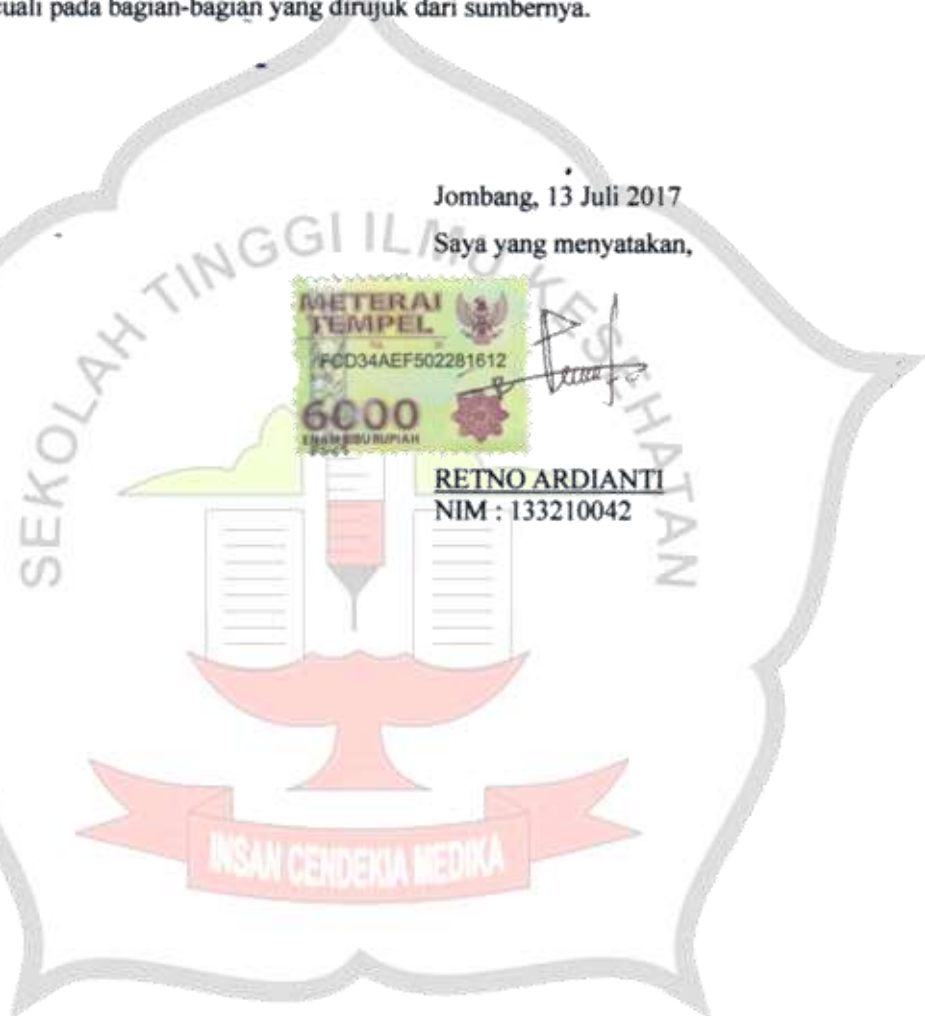 cuali pada bagian-bagian yang dirujuk dari sumbernya.
Jombang, 13 Juli 2017
Saya yang menyatakan,
SEKOLAH TINGGI ILMU KESEHATAN
METERAI
TEMPEL
FCD34AEF502281612
6000
ENAM RIBU RUPIAH
RETNO ARDIANTI
NIM : 133210042
INSAN CENDEKIA MEDIKA